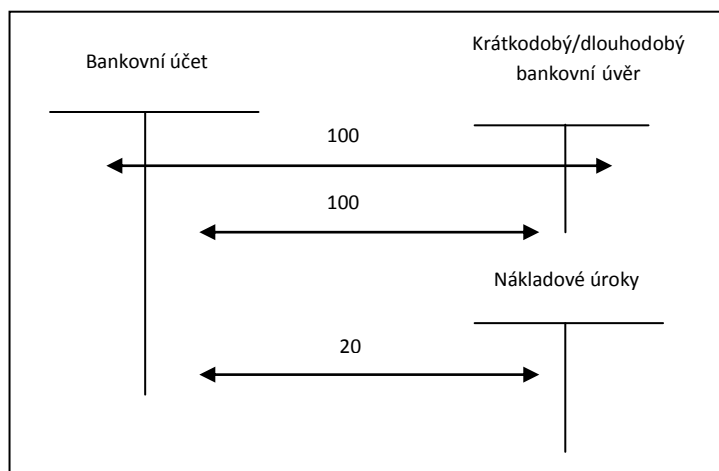 Bankovní účet
Krátkodobý/dlouhodobý
bankovní úvěr
100
100
Nákladové úroky
20